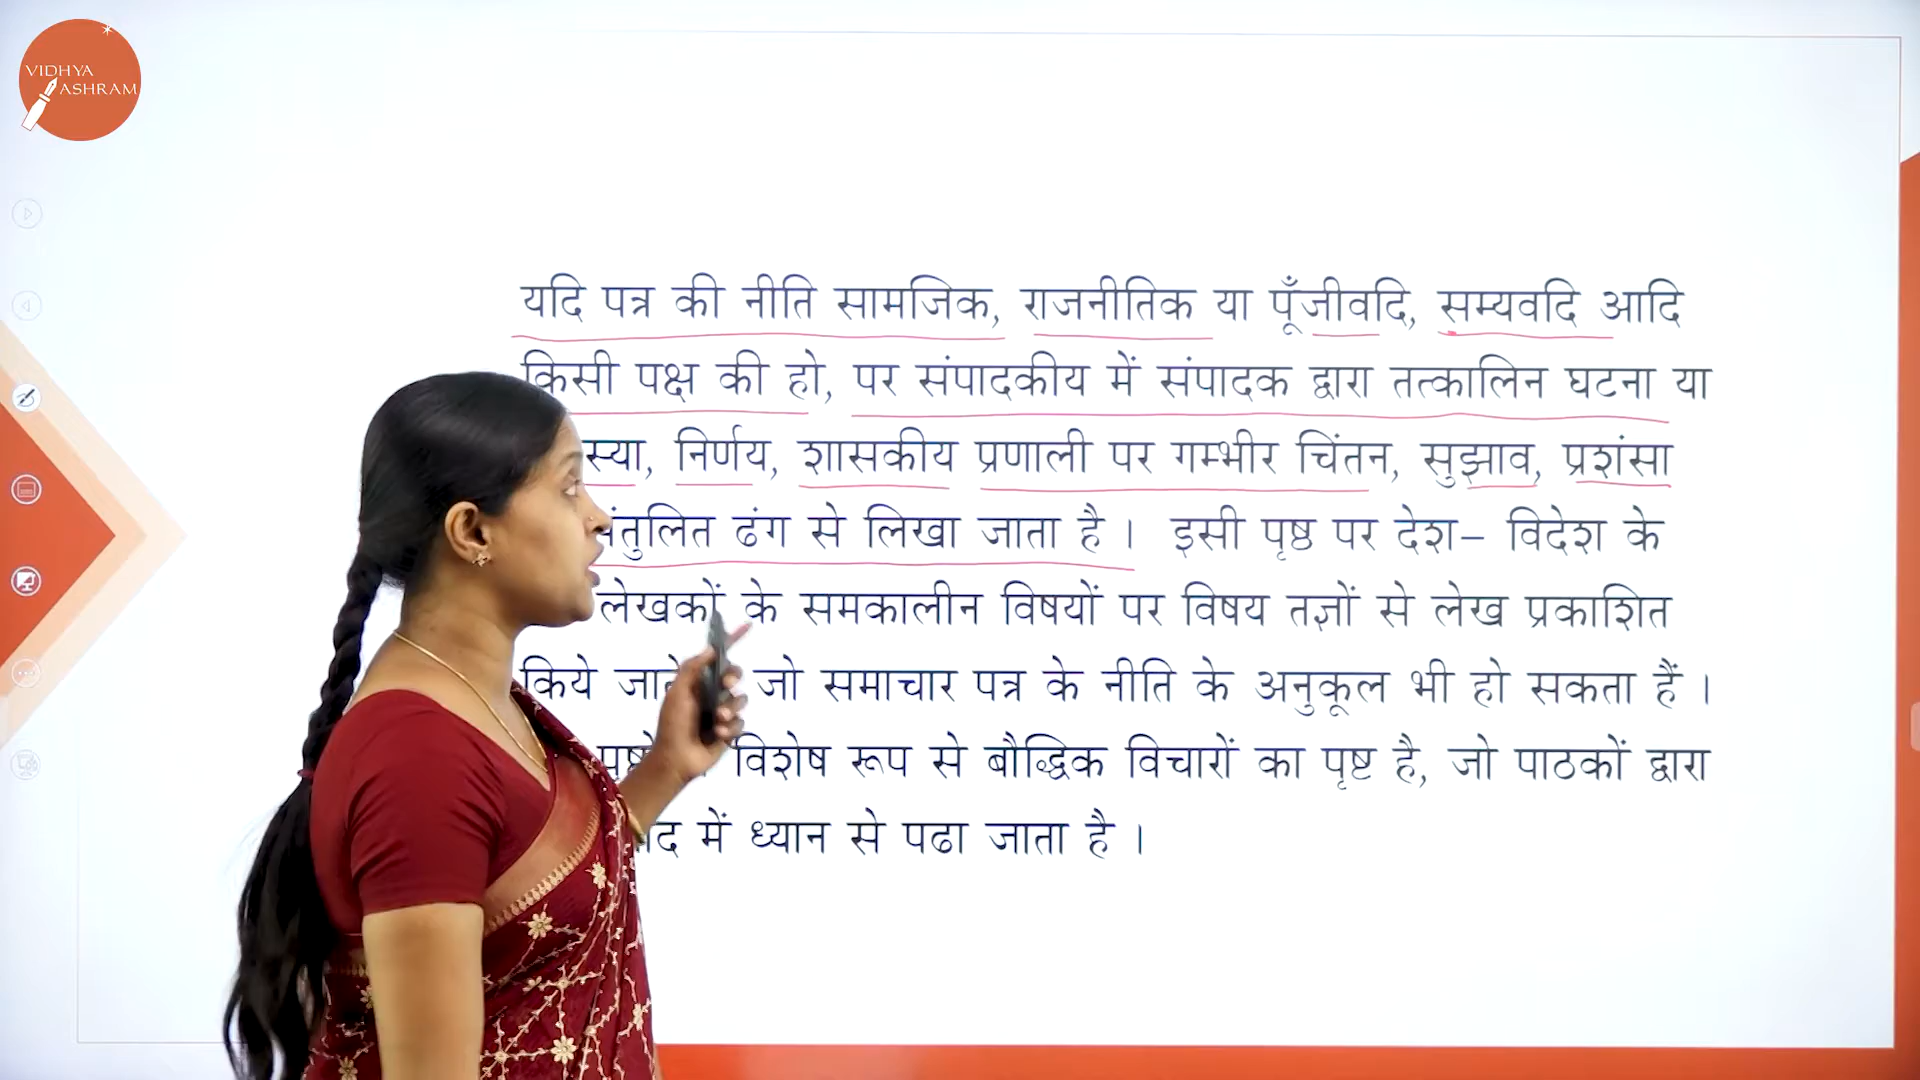 VIDHYA
ASHRAM
यदि पत्र की नीति सामजिक, राजनीतिक या पूँजीवदि, सम्यवदि आदि
किसी पक्ष की हो, पर संपादकीय में संपादक द्वारा तत्कालिन घटना या
निर्णय, शासकीय प्रणाली पर गम्भीर चिंतन, सुझाव, प्रशंसा
ढंग से लिखा जाता है । इसी पृष्ठ पर देश– विदेश के
लेखकों के समकालीन विषयों पर विषय तज्ञों से लेख प्रकाशित
किये जो समाचार पत्र के नीति के अनुकूल भी हो सकता हैं ।
विशेष रूप से बौद्धिक विचारों का पृष्ट है, जो पाठकों द्वारा
में ध्यान से पढा जाता है ।